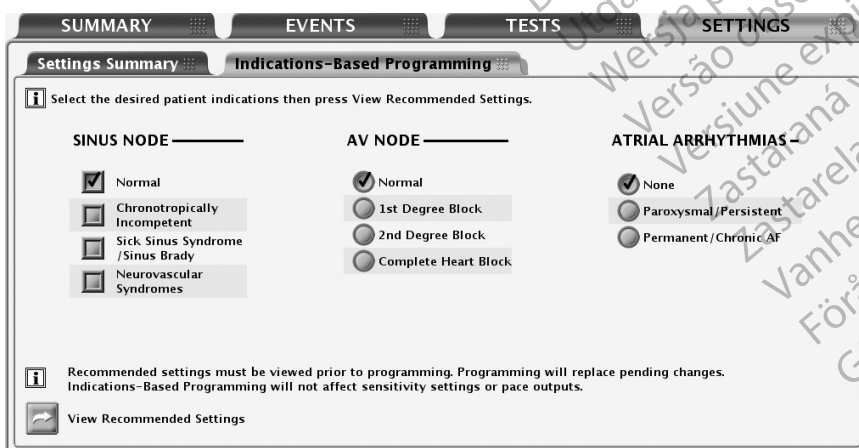 SUMMARY EVENTS TESTS SETTINGS
Settings Summary Indications-Based Programming
i Select the desired patient indications then press View Recommended Settings.
SINUS NODE
Normal
Chronotropically
Incompetent
Sick Sinus Syndrome
/Sinus Brady
Neurovascular
Syndromes
AV NODE
Normal
1st Degree Block
2nd Degree Block
Complete Heart Block
ATRIAL ARRHYTHMIAS
None
Paroxysmal/Persistent
Permanent/Chronic AF
i Recommended settings must be viewed prior to programming. Programming will replace pending changes.
Indications-Based Programming will not affect sensitivity settings or pace outputs.
View Recommended Settings
Wersja
Versão
Versiune
Zastaraná